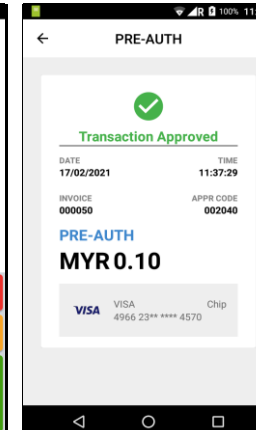 R 100% 11:
PRE-AUTH
Transaction Approved
DATE TIME
17/02/2021 11:37:29
INVOICE APPR CODE
000050 002040
PRE-AUTH
MYR 0.10
VISA VISA Chip
4966 23** **** 4570